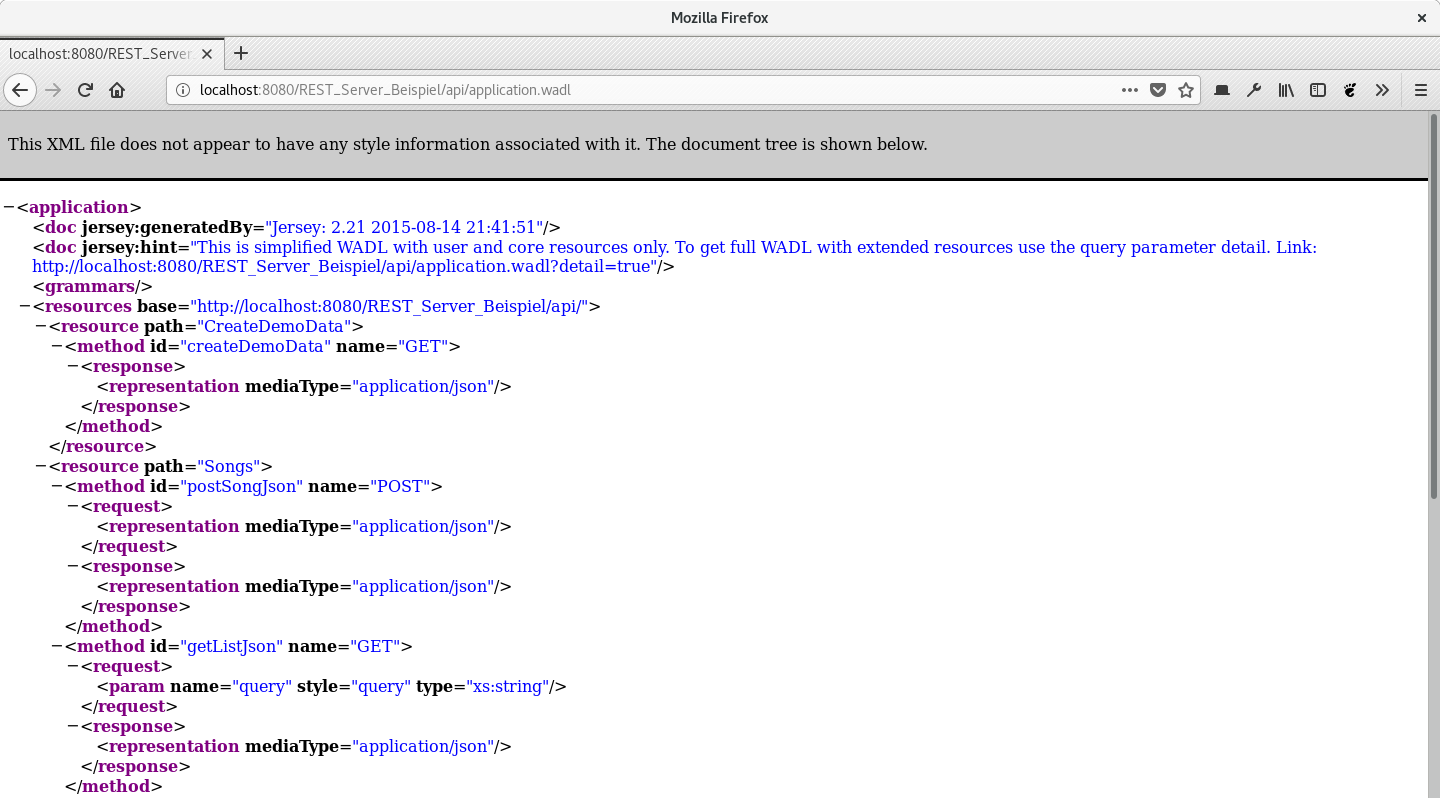 Mozilla Firefox
localhost:8080/REST_Server
localhost:8080/REST_Server_Beispiel/api/application.wadl
This XML file does not appear to have any style information associated with it. The document tree is shown below.
−<application>
<doc jersey:generatedBy="Jersey: 2.21 2015-08-14 21:41:51"/>
<doc jersey:hint="This is simplified WADL with user and core resources only. To get full WADL with extended resources use the query parameter detail. Link:
http://localhost:8080/REST_Server_Beispiel/api/application.wadl?detail=true"/>
<grammars/>
−<resources base="http://localhost:8080/REST_Server_Beispiel/api/">
−<resource path="CreateDemoData">
−<method id="createDemoData" name="GET">
−<response>
<representation mediaType="application/json"/>
</response>
</method>
</resource>
−<resource path="Songs">
−<method id="postSongJson" name="POST">
−<request>
<representation mediaType="application/json"/>
</request>
−<response>
<representation mediaType="application/json"/>
</response>
</method>
−<method id="getListJson" name="GET">
−<request>
<param name="query" style="query" type="xs:string"/>
</request>
−<response>
<representation mediaType="application/json"/>
</response>
</method>